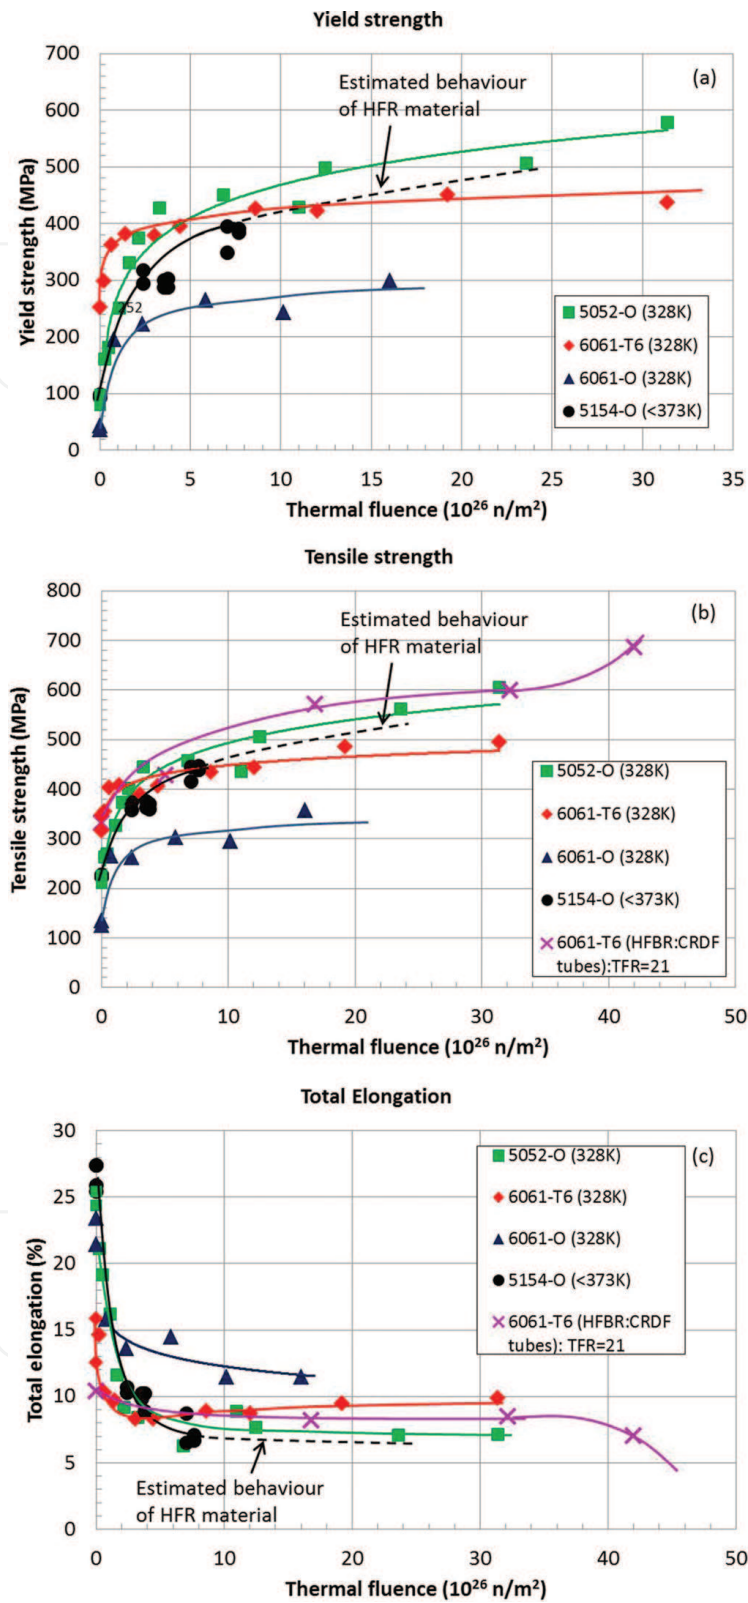 Yield strength
700
600
500
400
300
200
100
0
Yield strength (MPa)
(a)
Estimated behaviour
of HFR material
252
5052-O (328K)
6061-T6 (328K)
6061-O (328K)
5154-O (<373K)
0 5 10 15 20 25 30 35
Thermal fluence (10²⁶ n/m²)
Tensile strength
800
700
600
500
400
300
200
100
0
Tensile strength (MPa)
(b)
Estimated behaviour
of HFR material
5052-O (328K)
6061-T6 (328K)
6061-O (328K)
5154-O (<373K)
6061-T6 (HFBR:CRDF
tubes):TFR=21
0 10 20 30 40 50
Thermal fluence (10²⁶ n/m²)
Total Elongation
30
25
20
15
10
5
0
Total elongation (%)
(c)
5052-O (328K)
6061-T6 (328K)
6061-O (328K)
5154-O (<373K)
6061-T6 (HFBR:CRDF
tubes): TFR=21
Estimated behaviour
of HFR material
0 10 20 30 40 50
Thermal fluence (10²⁶ n/m²)